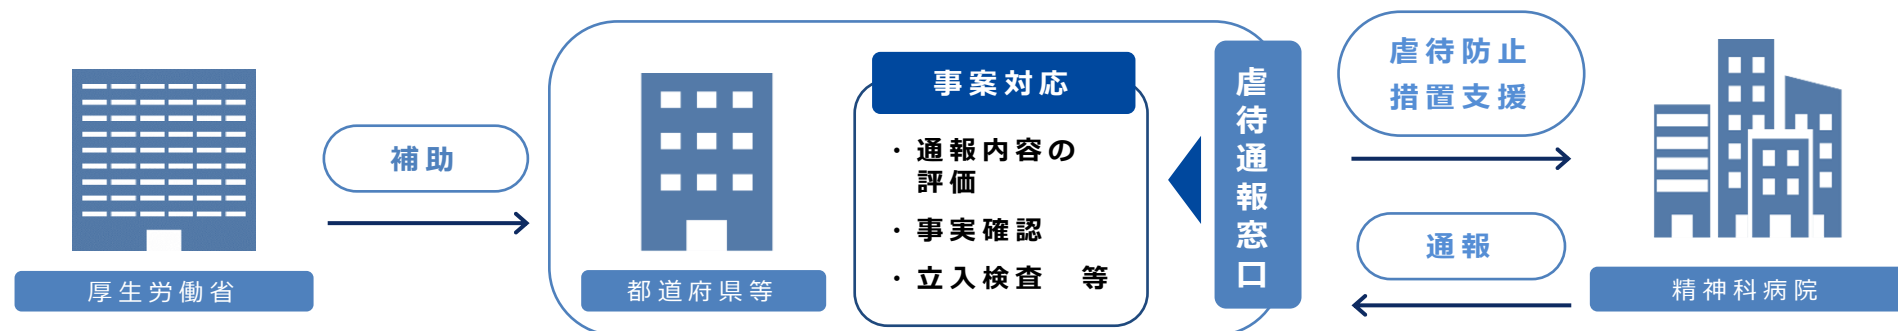 補助
厚生労働省
都道府県等
事案対応
・通報内容の
評価
・事実確認
・立入検査　等
虐待通報窓口
虐待防止
措置支援
通報
精神科病院